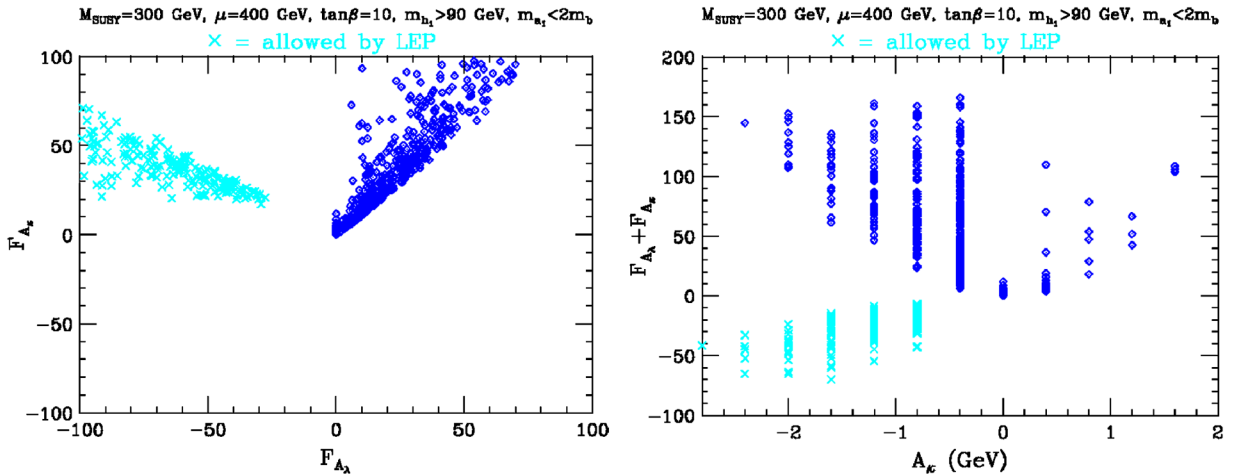 M_SUSY=300 GeV, μ=400 GeV, tanβ=10, m_h₁>90 GeV, m_a₁<2m_b
× = allowed by LEP
100
50
0
−50
−100
F_Aκ
−100
−50
0
50
100
F_Aλ
M_SUSY=300 GeV, μ=400 GeV, tanβ=10, m_h₁>90 GeV, m_a₁<2m_b
× = allowed by LEP
200
150
100
50
0
−50
−100
F_Aλ+F_Aκ
−2
−1
0
1
2
A_κ (GeV)